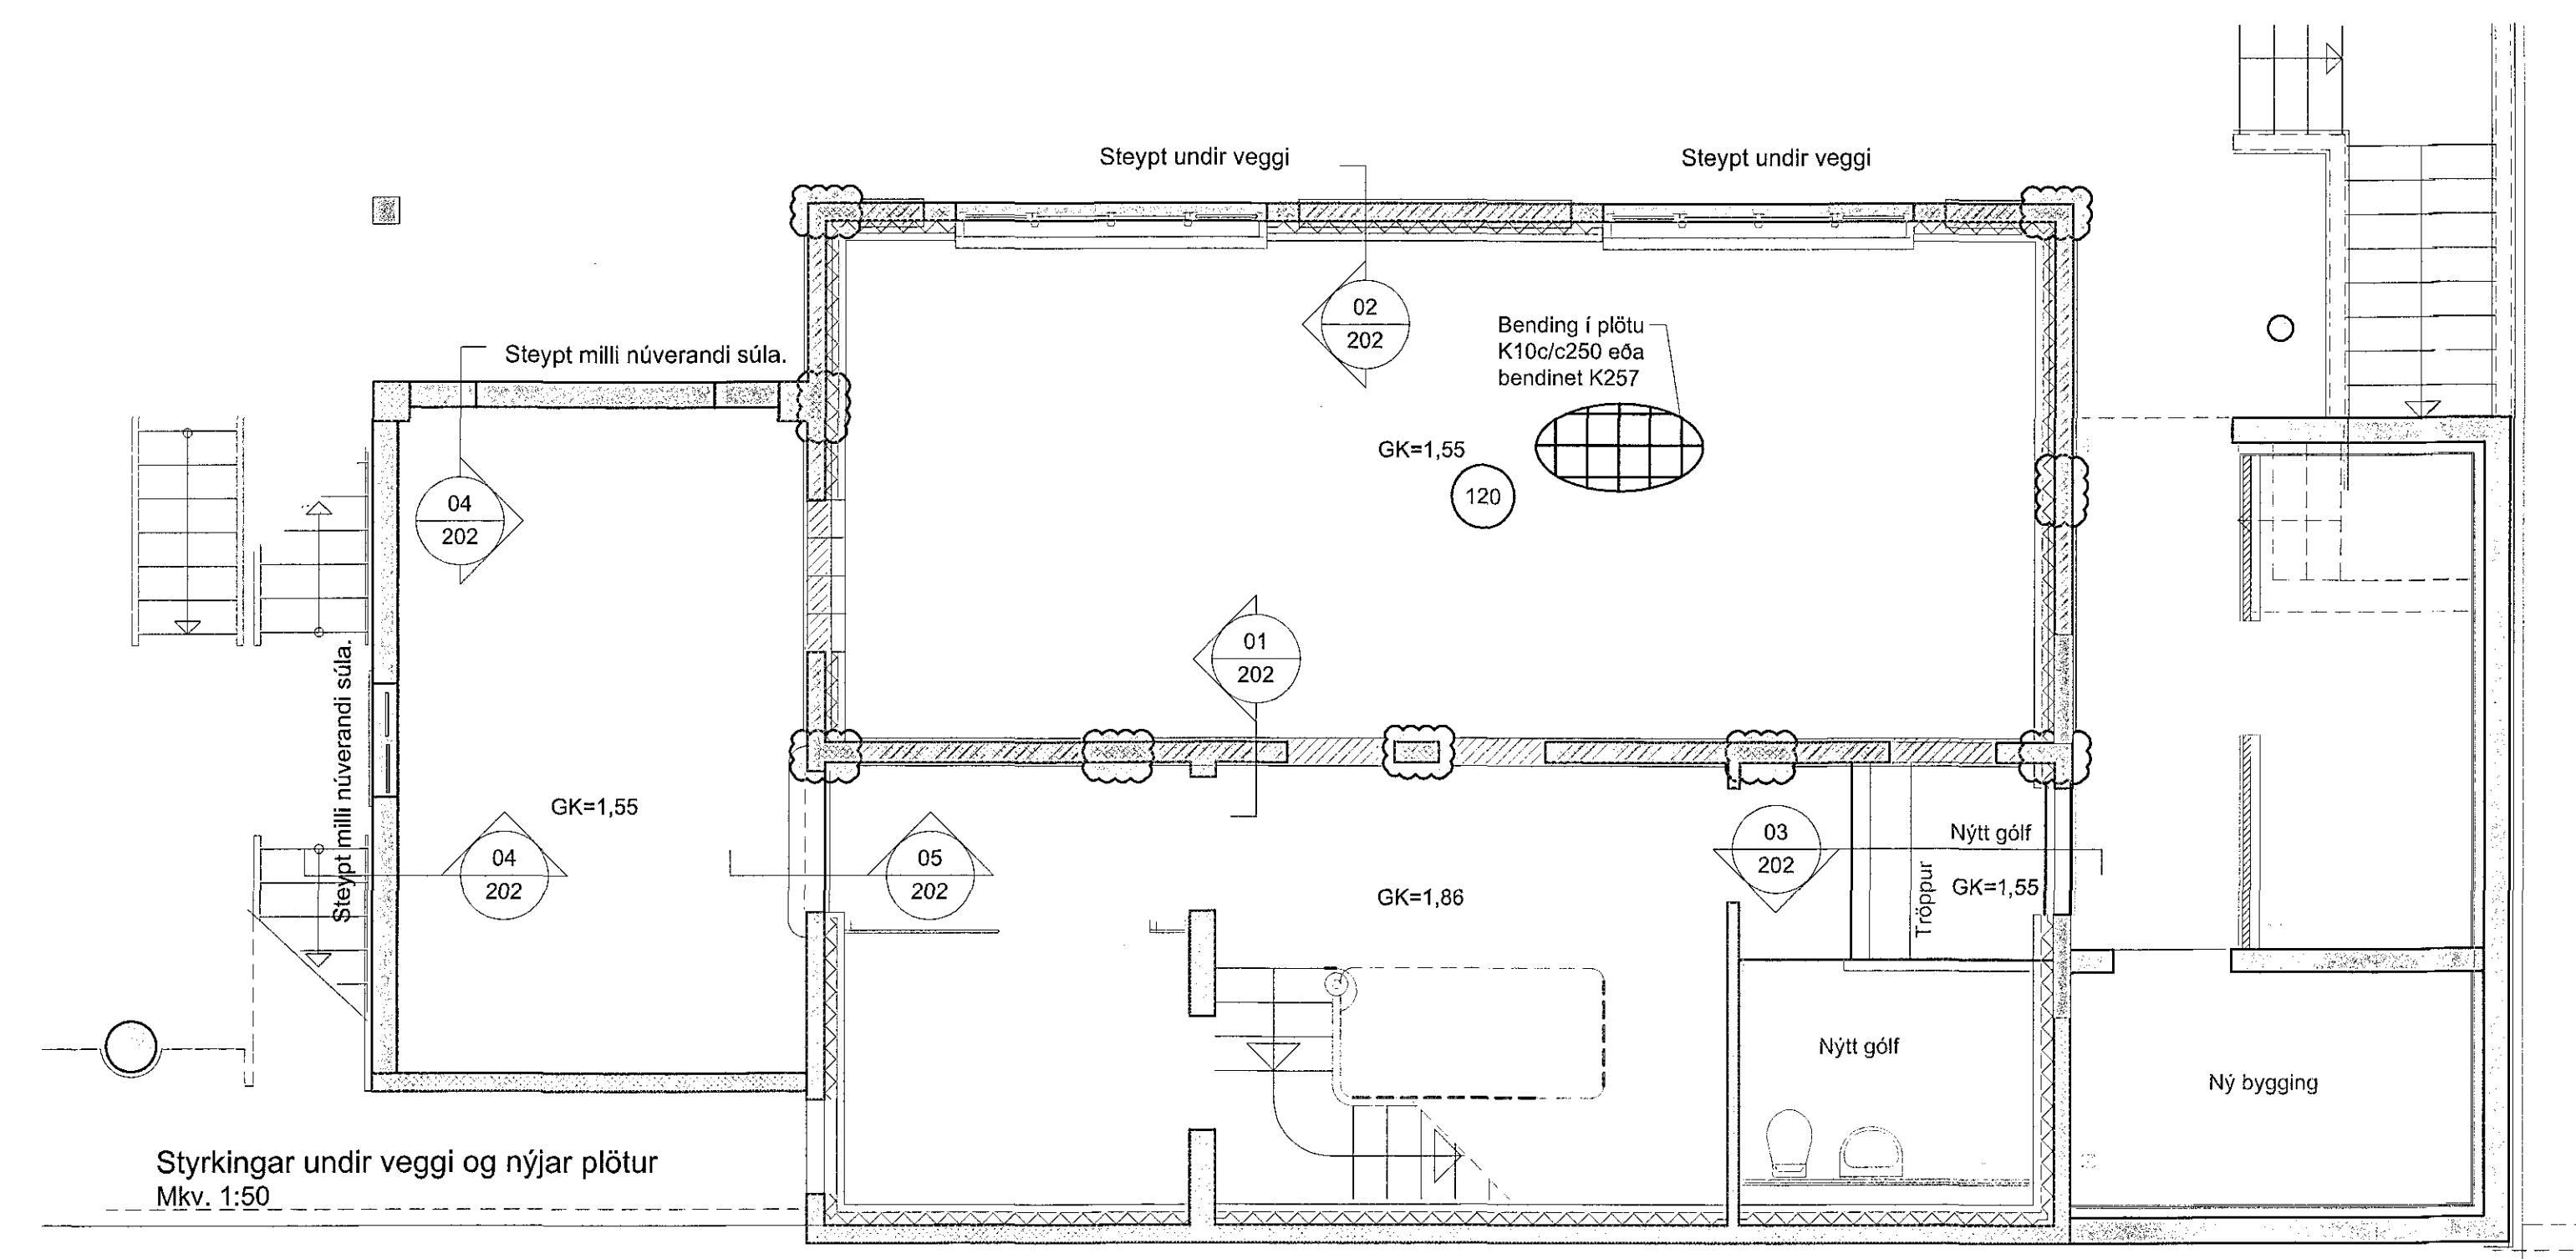 Steypt undir veggi
Steypt undir veggi
02
202
Bending í plötu
K10c/c250 eða
bendinet K257
Steypt milli núverandi súla.
GK=1,55
120
04
202
01
202
Steypt milli núverandi súla.
GK=1,55
04
202
05
202
03
202
Nýtt gólf
GK=1,86
Tröppur
GK=1,55
Nýtt gólf
Ný bygging
Styrkingar undir veggi og nýjar plötur
Mkv. 1:50